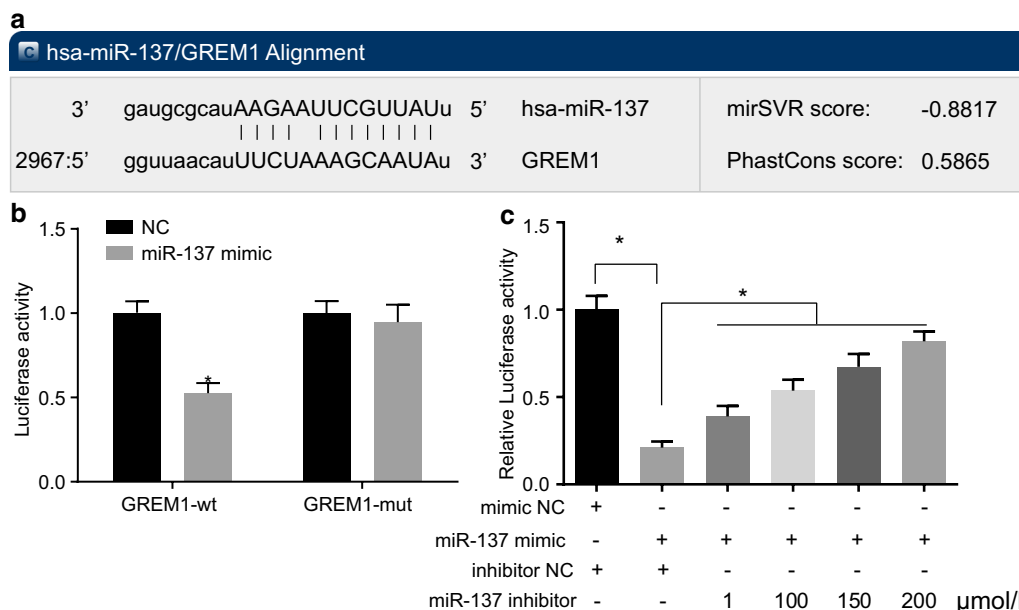 a
C hsa-miR-137/GREM1 Alignment
3’ gaugcgcauAAGAAUUCGUUAUu 5’ hsa-miR-137 mirSVR score: -0.8817
2967:5’ gguuaacauUUCUAAAGCAAUAu 3’ GREM1 PhastCons score: 0.5865
b
NC
miR-137 mimic
Luciferase activity
1.5
1.0
0.5
0.0
*
GREM1-wt GREM1-mut
c
Relative Luciferase activity
1.5
1.0
0.5
0.0
*
*
mimic NC + - - - - -
miR-137 mimic - + + + + +
inhibitor NC + + - - - -
miR-137 inhibitor - - 1 100 150 200 μmol/